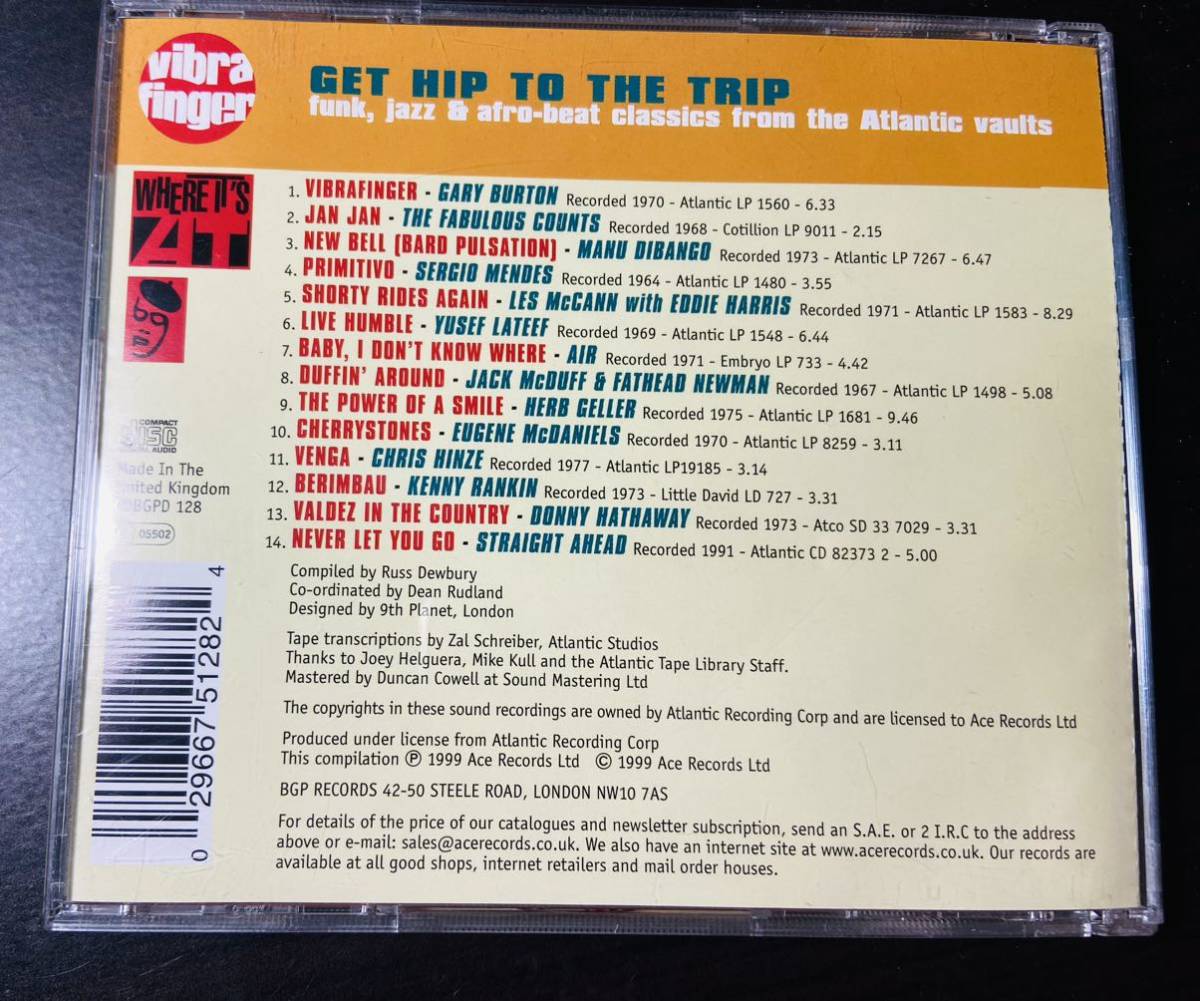 vibra
finger
GET HIP TO THE TRIP
funk, jazz & afro-beat classics from the Atlantic vaults
WHERE IT'S
AT
bgp
1. VIBRAFINGER - GARY BURTON Recorded 1970 - Atlantic LP 1560 - 6.33
2. JAN JAN - THE FABULOUS COUNTS Recorded 1968 - Cotillion LP 9011 - 2.15
3. NEW BELL (BARD PULSATION) - MANU DIBANGO Recorded 1973 - Atlantic LP 7267 - 6.47
4. PRIMITIVO - SERGIO MENDES Recorded 1964 - Atlantic LP 1480 - 3.55
5. SHORTY RIDES AGAIN - LES McCANN with EDDIE HARRIS Recorded 1971 - Atlantic LP 1583 - 8.29
6. LIVE HUMBLE - YUSEF LATEEF Recorded 1969 - Atlantic LP 1548 - 6.44
7. BABY, I DON'T KNOW WHERE - AIR Recorded 1971 - Embryo LP 733 - 4.42
8. DUFFIN' AROUND - JACK McDUFF & FATHEAD NEWMAN Recorded 1967 - Atlantic LP 1498 - 5.08
9. THE POWER OF A SMILE - HERB GELLER Recorded 1975 - Atlantic LP 1681 - 9.46
10. CHERRYSTONES - EUGENE McDANIELS Recorded 1970 - Atlantic LP 8259 - 3.11
11. VENGA - CHRIS HINZE Recorded 1977 - Atlantic LP19185 - 3.14
12. BERIMBAU - KENNY RANKIN Recorded 1973 - Little David LD 727 - 3.31
13. VALDEZ IN THE COUNTRY - DONNY HATHAWAY Recorded 1973 - Atco SD 33 7029 - 3.31
14. NEVER LET YOU GO - STRAIGHT AHEAD Recorded 1991 - Atlantic CD 82373 2 - 5.00
COMPACT
disc
DIGITAL AUDIO
Made In The
United Kingdom
CDBGPD 128
05502
Compiled by Russ Dewbury
Co-ordinated by Dean Rudland
Designed by 9th Planet, London
Tape transcriptions by Zal Schreiber, Atlantic Studios
Thanks to Joey Helguera, Mike Kull and the Atlantic Tape Library Staff.
Mastered by Duncan Cowell at Sound Mastering Ltd
The copyrights in these sound recordings are owned by Atlantic Recording Corp and are licensed to Ace Records Ltd
Produced under license from Atlantic Recording Corp
This compilation ℗ 1999 Ace Records Ltd © 1999 Ace Records Ltd
BGP RECORDS 42-50 STEELE ROAD, LONDON NW10 7AS
For details of the price of our catalogues and newsletter subscription, send an S.A.E. or 2 I.R.C to the address
above or e-mail: sales@acerecords.co.uk. We also have an internet site at www.acerecords.co.uk. Our records are
available at all good shops, internet retailers and mail order houses.
0 29667 51282 4